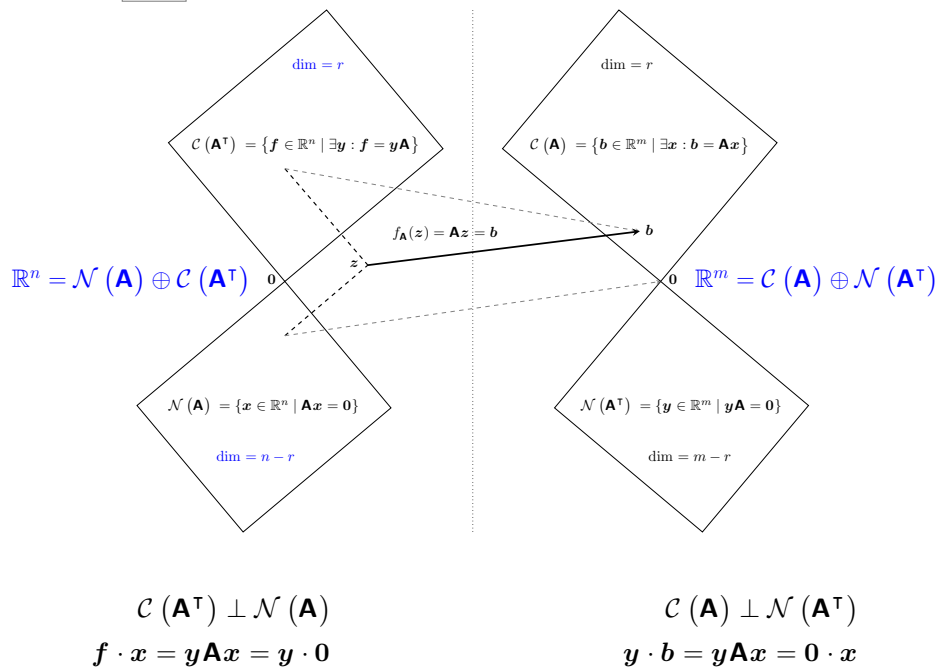 dim = r
dim = r
𝒞(𝐀ᵀ) = {𝒇 ∈ ℝⁿ | ∃𝒚 : 𝒇 = 𝒚𝐀}
𝒞(𝐀) = {𝒃 ∈ ℝᵐ | ∃𝒙 : 𝒃 = 𝐀𝒙}
f_𝐀(𝒛) = 𝐀𝒛 = 𝒃
𝒃
𝒛
ℝⁿ = 𝒩(𝐀) ⊕ 𝒞(𝐀ᵀ)
𝟎
𝟎
ℝᵐ = 𝒞(𝐀) ⊕ 𝒩(𝐀ᵀ)
𝒩(𝐀) = {𝒙 ∈ ℝⁿ | 𝐀𝒙 = 𝟎}
𝒩(𝐀ᵀ) = {𝒚 ∈ ℝᵐ | 𝒚𝐀 = 𝟎}
dim = n − r
dim = m − r
𝒞(𝐀ᵀ) ⊥ 𝒩(𝐀)
𝒞(𝐀) ⊥ 𝒩(𝐀ᵀ)
𝒇 · 𝒙 = 𝒚𝐀𝒙 = 𝒚 · 𝟎
𝒚 · 𝒃 = 𝒚𝐀𝒙 = 𝟎 · 𝒙